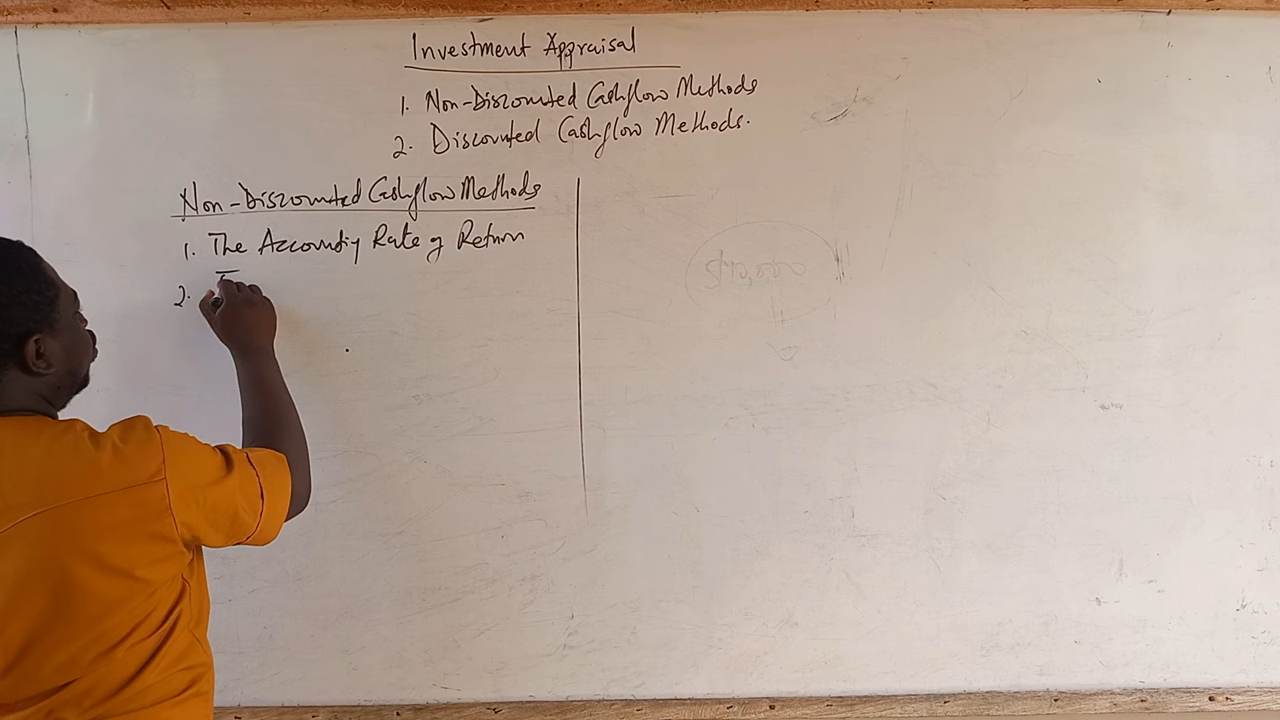 Investment Appraisal
1. Non-Discounted Cashflow Methods
2. Discounted Cashflow Methods.
Non-Discounted Cashflow Methods
1. The Accounting Rate of Return
2. T